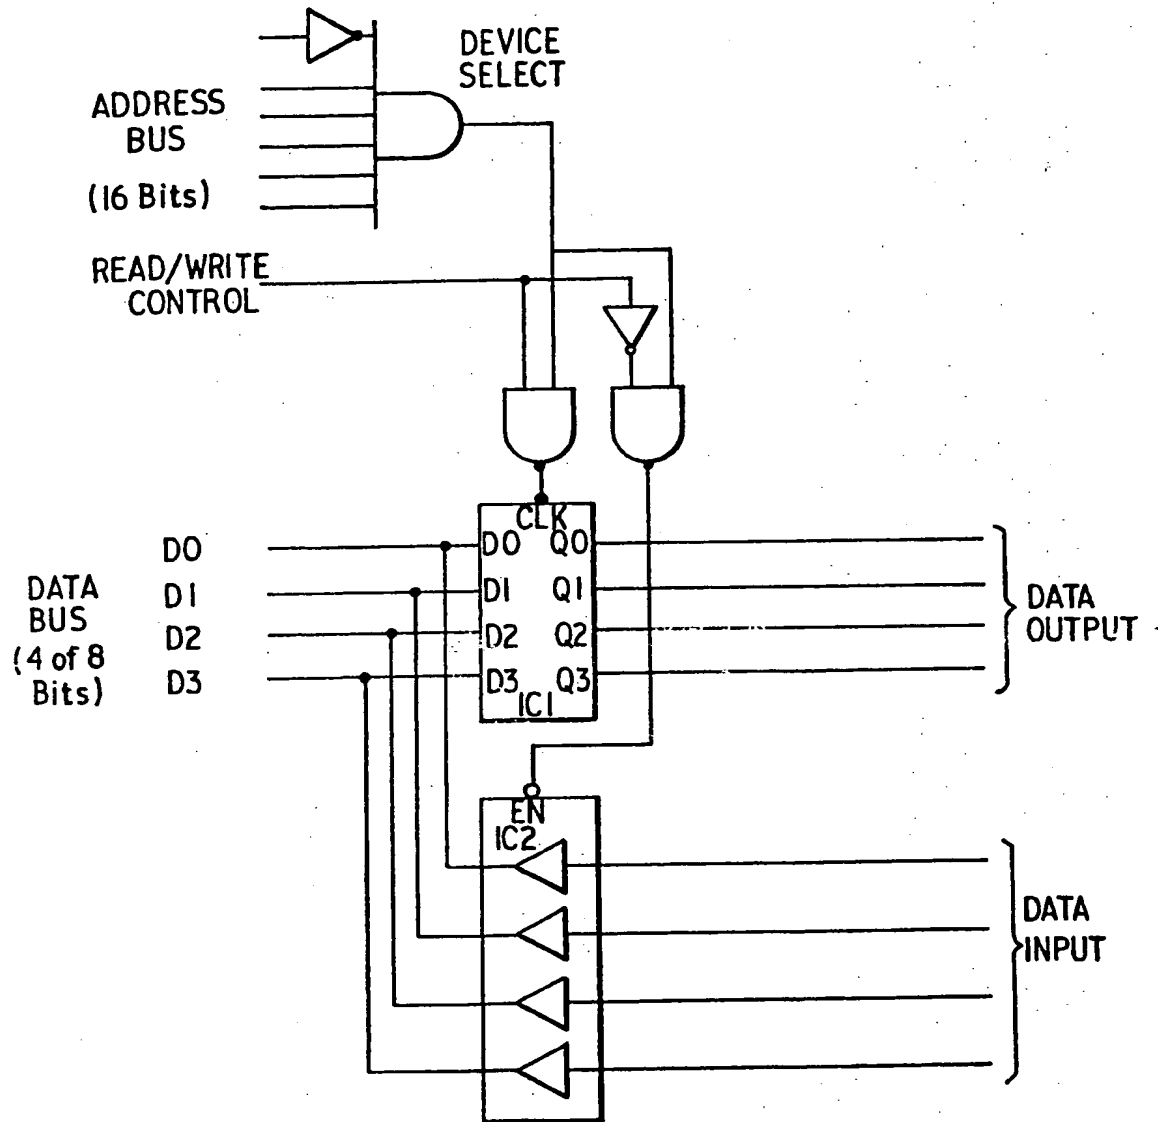 DEVICE
SELECT
ADDRESS
BUS
(16 Bits)
READ/WRITE
CONTROL
CLK
D0
D1
D2
D3
DATA
BUS
(4 of 8
Bits)
D0 Q0
D1 Q1
D2 Q2
D3 Q3
IC1
DATA
OUTPUT
EN
IC2
DATA
INPUT